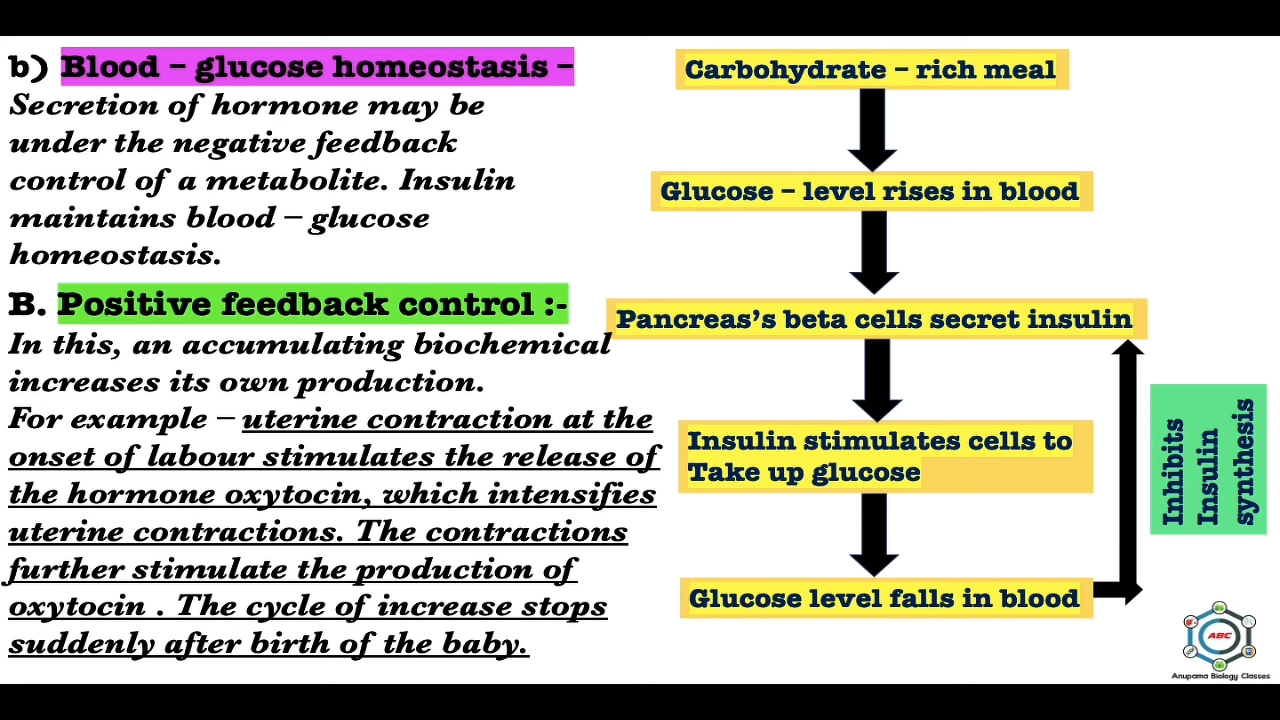 b) Blood – glucose homeostasis –
Secretion of hormone may be
under the negative feedback
control of a metabolite. Insulin
maintains blood – glucose
homeostasis.
B. Positive feedback control :-
In this, an accumulating biochemical
increases its own production.
For example – uterine contraction at the
onset of labour stimulates the release of
the hormone oxytocin, which intensifies
uterine contractions. The contractions
further stimulate the production of
oxytocin . The cycle of increase stops
suddenly after birth of the baby.
Carbohydrate – rich meal
Glucose – level rises in blood
Pancreas’s beta cells secret insulin
Insulin stimulates cells to
Take up glucose
Glucose level falls in blood
Inhibits
Insulin
synthesis
ABC
Anupama Biology Classes